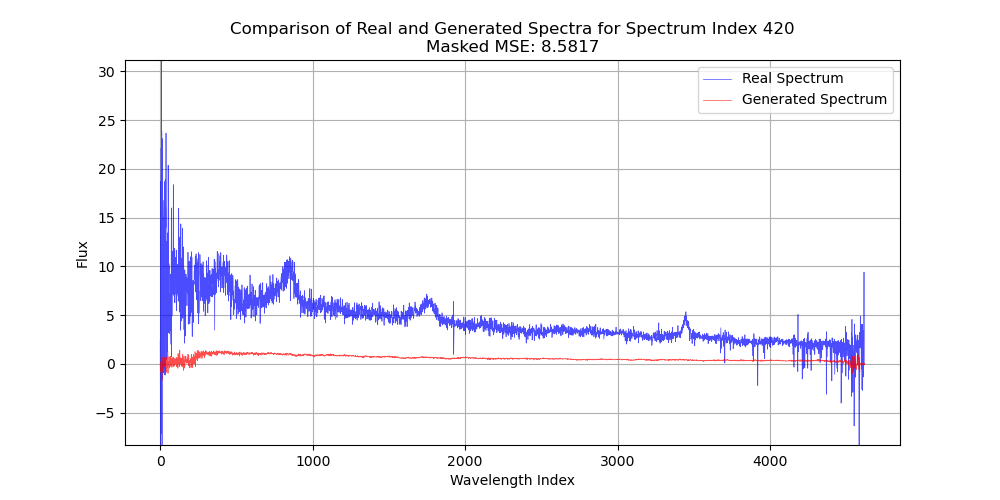 Comparison of Real and Generated Spectra for Spectrum Index 420
Masked MSE: 8.5817
Real Spectrum
Generated Spectrum
Flux
30
25
20
15
10
5
0
−5
0 1000 2000 3000 4000
Wavelength Index